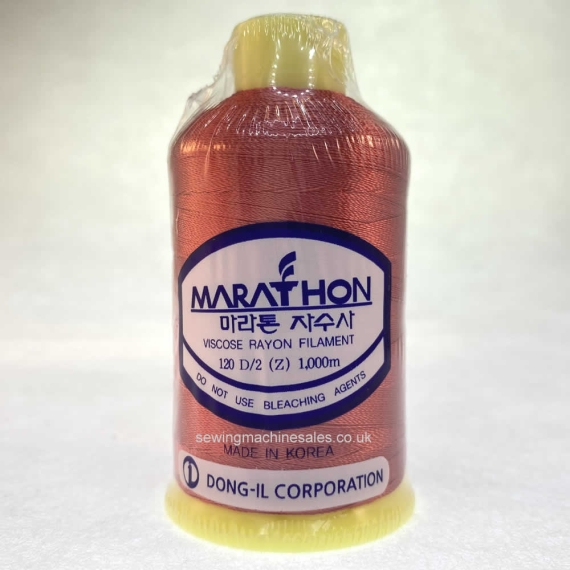 MARATHON
마라톤 자수사
VISCOSE RAYON FILAMENT
120 D/2 (Z) 1,000m
DO NOT USE BLEACHING AGENTS
sewingmachinesales.co.uk
MADE IN KOREA
DONG-IL CORPORATION